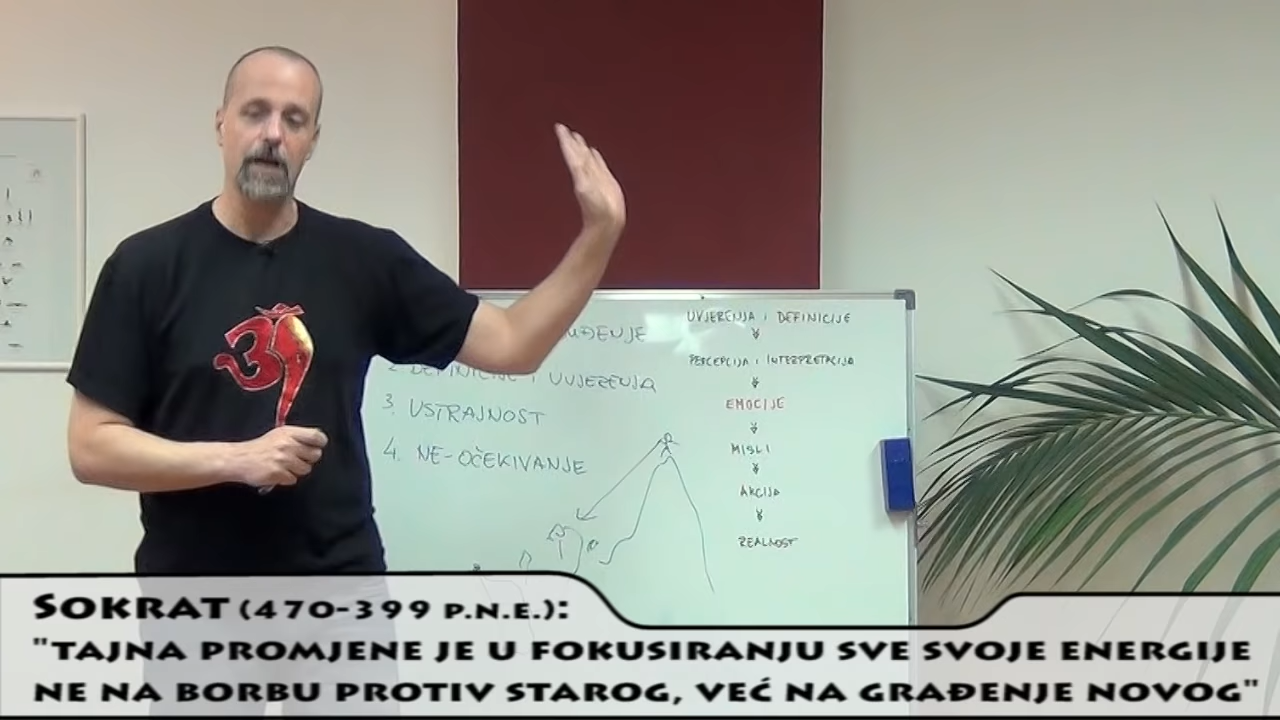 UVJERENJA I DEFINICIJE
PERCEPCIJA I INTERPRETACIJA
EMOCIJE
MISLI
AKCIJA
REALNOST
2. DEFINICIJE I UVJERENJA
3. USTRAJNOST
4. NE-OČEKIVANJE
SOKRAT (470-399 P.N.E.):
"TAJNA PROMJENE JE U FOKUSIRANJU SVE SVOJE ENERGIJE
NE NA BORBU PROTIV STAROG, VEĆ NA GRAĐENJE NOVOG"